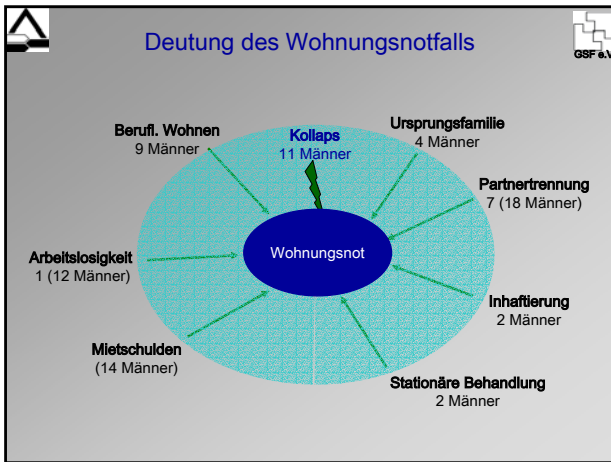 Deutung des Wohnungsnotfalls
GSF e.V.
Berufl. Wohnen
9 Männer
Kollaps
11 Männer
Ursprungsfamilie
4 Männer
Partnertrennung
7 (18 Männer)
Arbeitslosigkeit
1 (12 Männer)
Wohnungsnot
Inhaftierung
2 Männer
Mietschulden
(14 Männer)
Stationäre Behandlung
2 Männer